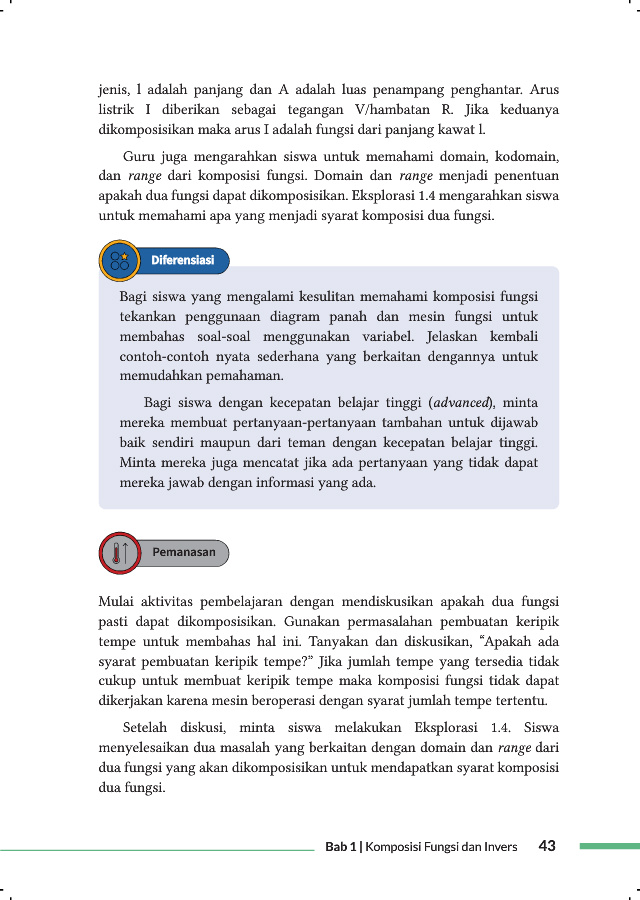 jenis, l adalah panjang dan A adalah luas penampang penghantar. Arus
listrik I diberikan sebagai tegangan V/hambatan R. Jika keduanya
dikomposisikan maka arus I adalah fungsi dari panjang kawat l.
Guru juga mengarahkan siswa untuk memahami domain, kodomain,
dan range dari komposisi fungsi. Domain dan range menjadi penentuan
apakah dua fungsi dapat dikomposisikan. Eksplorasi 1.4 mengarahkan siswa
untuk memahami apa yang menjadi syarat komposisi dua fungsi.
Diferensiasi
Bagi siswa yang mengalami kesulitan memahami komposisi fungsi
tekankan penggunaan diagram panah dan mesin fungsi untuk
membahas soal-soal menggunakan variabel. Jelaskan kembali
contoh-contoh nyata sederhana yang berkaitan dengannya untuk
memudahkan pemahaman.
Bagi siswa dengan kecepatan belajar tinggi (advanced), minta
mereka membuat pertanyaan-pertanyaan tambahan untuk dijawab
baik sendiri maupun dari teman dengan kecepatan belajar tinggi.
Minta mereka juga mencatat jika ada pertanyaan yang tidak dapat
mereka jawab dengan informasi yang ada.
Pemanasan
Mulai aktivitas pembelajaran dengan mendiskusikan apakah dua fungsi
pasti dapat dikomposisikan. Gunakan permasalahan pembuatan keripik
tempe untuk membahas hal ini. Tanyakan dan diskusikan, “Apakah ada
syarat pembuatan keripik tempe?” Jika jumlah tempe yang tersedia tidak
cukup untuk membuat keripik tempe maka komposisi fungsi tidak dapat
dikerjakan karena mesin beroperasi dengan syarat jumlah tempe tertentu.
Setelah diskusi, minta siswa melakukan Eksplorasi 1.4. Siswa
menyelesaikan dua masalah yang berkaitan dengan domain dan range dari
dua fungsi yang akan dikomposisikan untuk mendapatkan syarat komposisi
dua fungsi.
Bab 1 | Komposisi Fungsi dan Invers 43